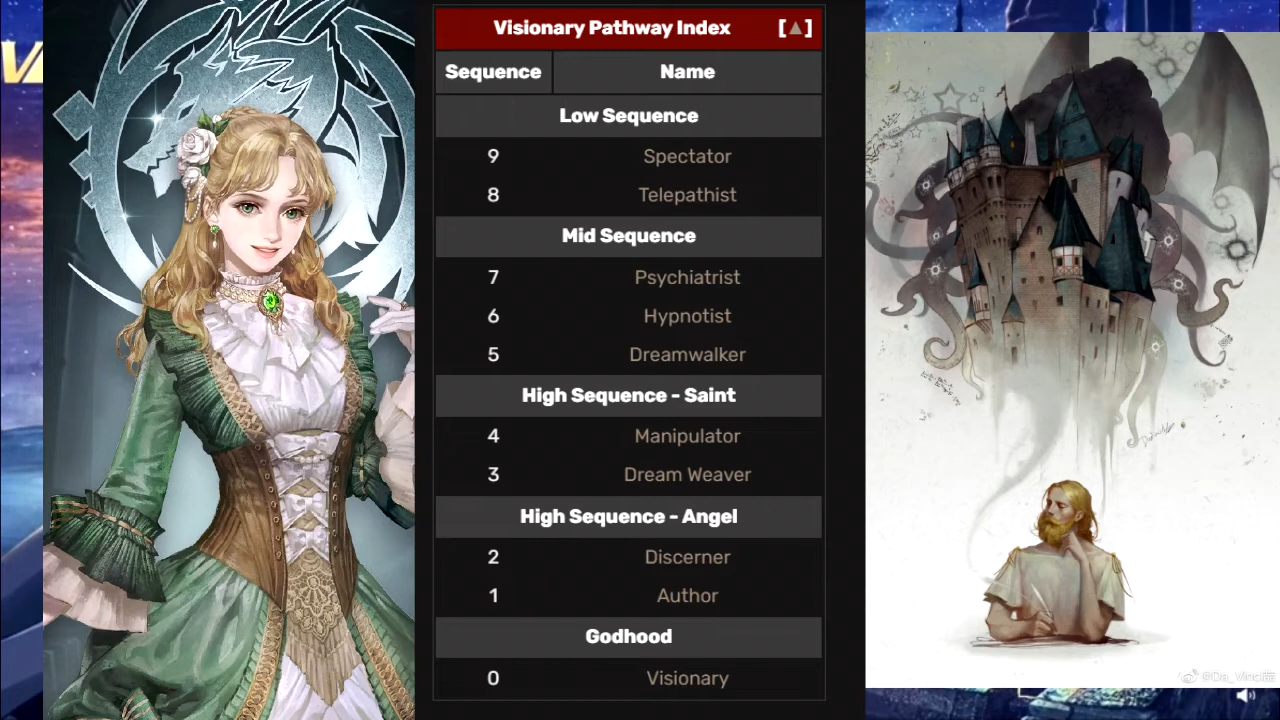 Visionary Pathway Index [▲]
Sequence Name
Low Sequence
9 Spectator
8 Telepathist
Mid Sequence
7 Psychiatrist
6 Hypnotist
5 Dreamwalker
High Sequence - Saint
4 Manipulator
3 Dream Weaver
High Sequence - Angel
2 Discerner
1 Author
Godhood
0 Visionary